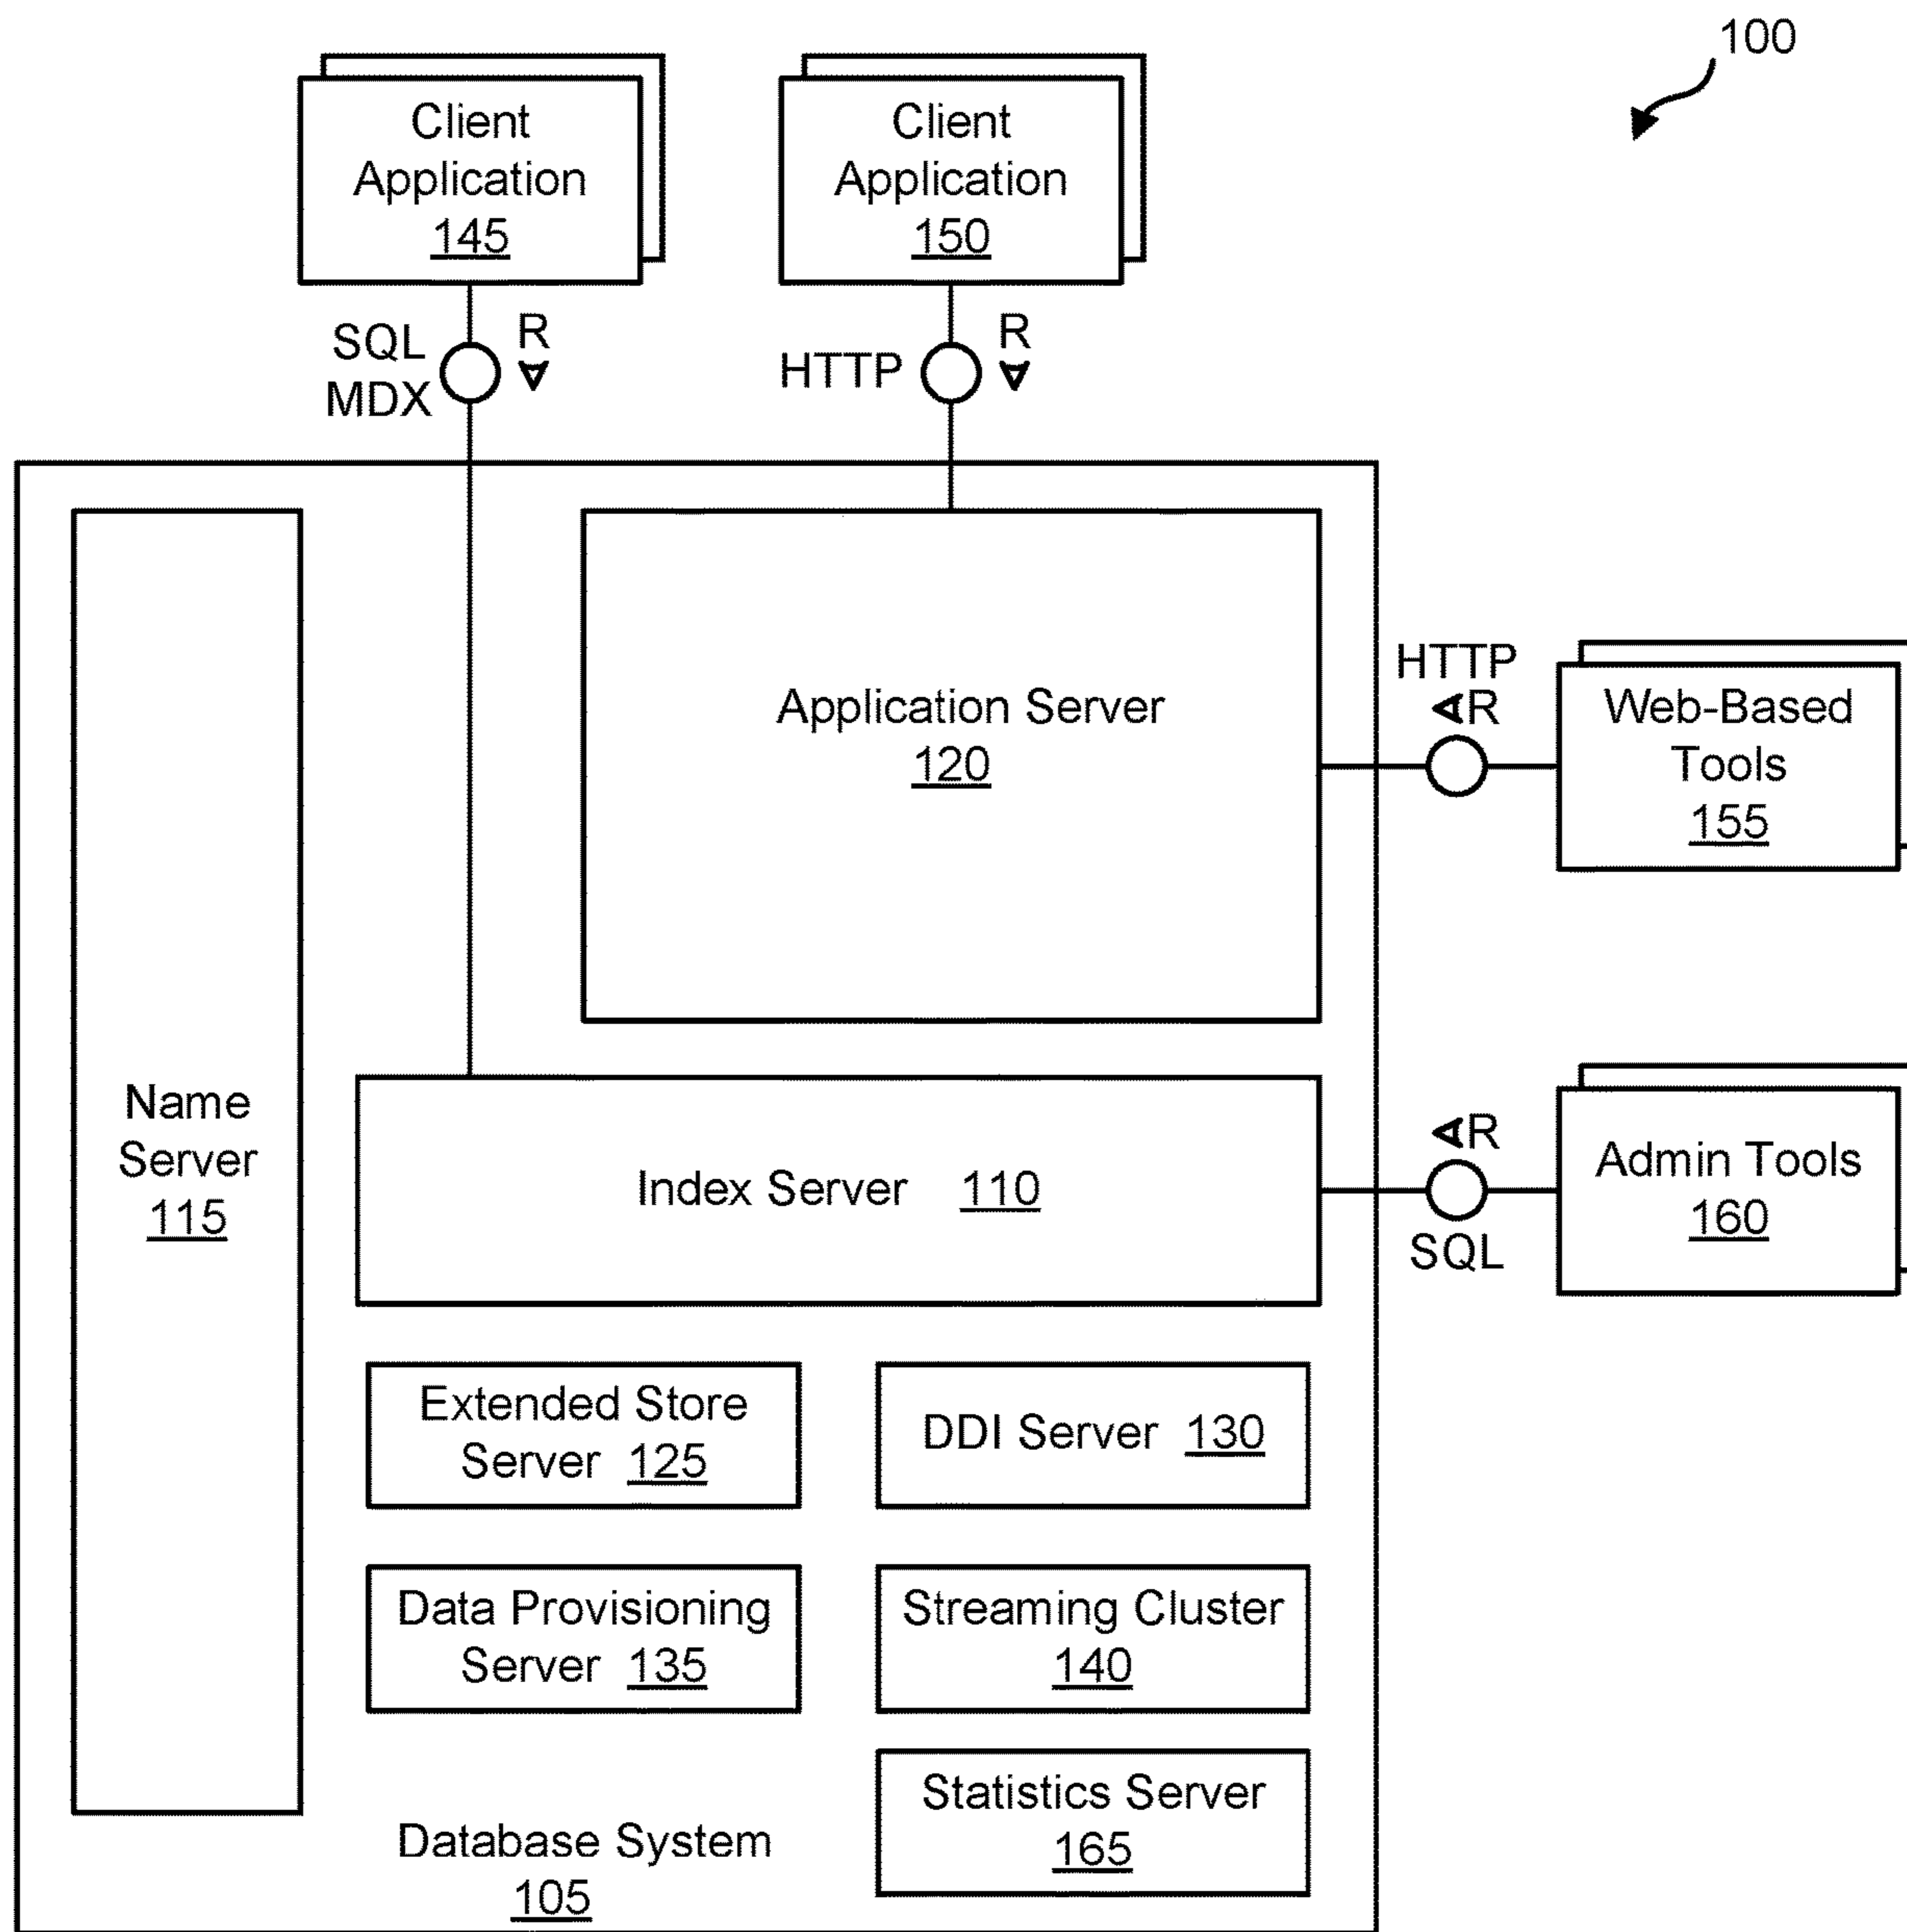 100
Client
Application
145
Client
Application
150
SQL
MDX
R
HTTP
R
Application Server
120
HTTP
R
Web-Based
Tools
155
Name
Server
115
Index Server 110
R
SQL
Admin Tools
160
Extended Store
Server 125
DDI Server 130
Data Provisioning
Server 135
Streaming Cluster
140
Statistics Server
165
Database System
105